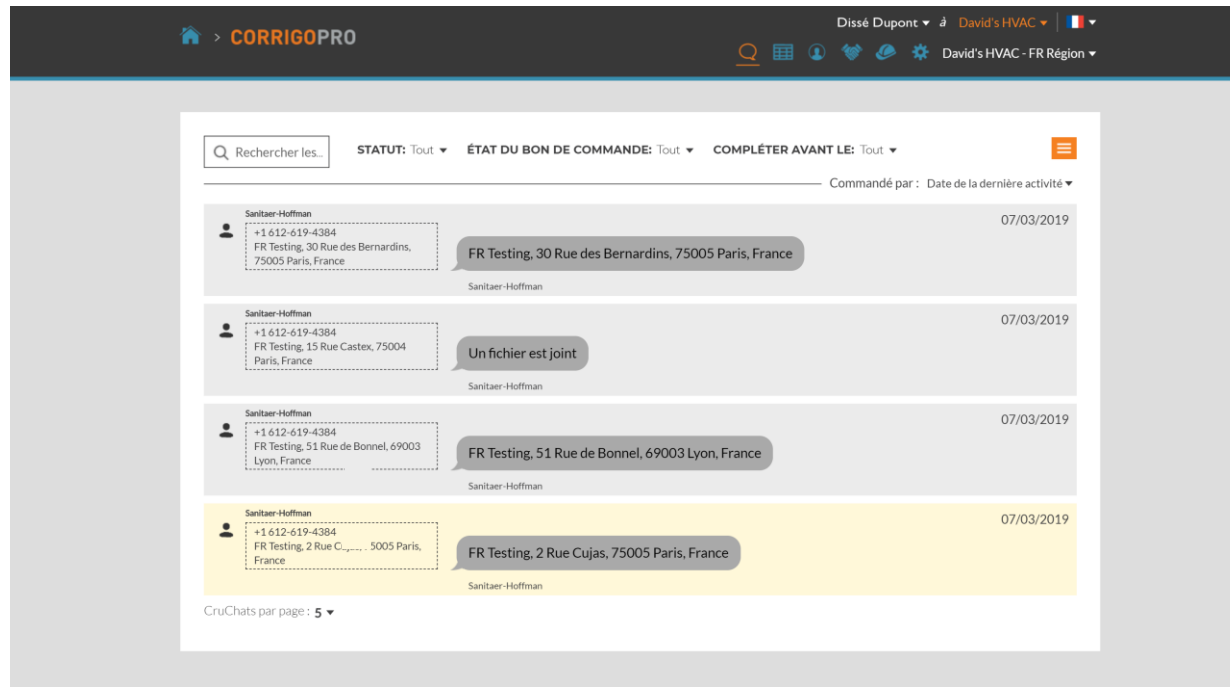 Dissé Dupont à David's HVAC
> CORRIGOPRO
David's HVAC - FR Région
Rechercher les... STATUT: Tout ÉTAT DU BON DE COMMANDE: Tout COMPLÉTER AVANT LE: Tout
Commandé par : Date de la dernière activité
Sanitaer-Hoffman
07/03/2019
+1 612-619-4384
FR Testing, 30 Rue des Bernardins,
75005 Paris, France
FR Testing, 30 Rue des Bernardins, 75005 Paris, France
Sanitaer-Hoffman
Sanitaer-Hoffman
07/03/2019
+1 612-619-4384
FR Testing, 15 Rue Castex, 75004
Paris, France
Un fichier est joint
Sanitaer-Hoffman
Sanitaer-Hoffman
07/03/2019
+1 612-619-4384
FR Testing, 51 Rue de Bonnel, 69003
Lyon, France
FR Testing, 51 Rue de Bonnel, 69003 Lyon, France
Sanitaer-Hoffman
Sanitaer-Hoffman
07/03/2019
+1 612-619-4384
FR Testing, 2 Rue 5005 Paris,
France
FR Testing, 2 Rue Cujas, 75005 Paris, France
Sanitaer-Hoffman
CruChats par page : 5